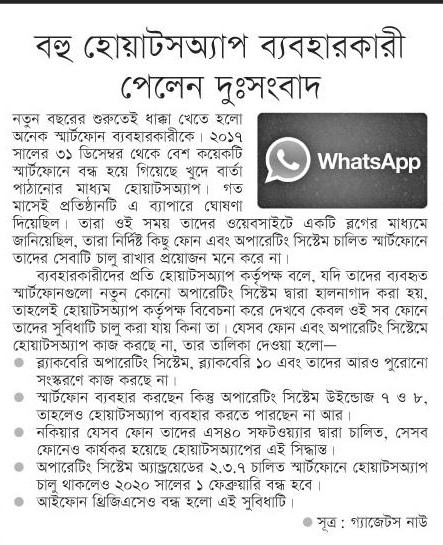 বহু হোয়াটসঅ্যাপ ব্যবহারকারী
পেলেন দুঃসংবাদ
নতুন বছরের শুরুতেই ধাক্কা খেতে হলো
অনেক স্মার্টফোন ব্যবহারকারীকে। ২০১৭
সালের ৩১ ডিসেম্বর থেকে বেশ কয়েকটি
স্মার্টফোনে বন্ধ হয়ে গিয়েছে খুদে বার্তা
পাঠানোর মাধ্যম হোয়াটসঅ্যাপ। গত
মাসেই প্রতিষ্ঠানটি এ ব্যাপারে ঘোষণা
WhatsApp
দিয়েছিল। তারা ওই সময় তাদের ওয়েবসাইটে একটি ব্লগের মাধ্যমে
জানিয়েছিল, তারা নির্দিষ্ট কিছু ফোন এবং অপারেটিং সিস্টেম চালিত স্মার্টফোনে
তাদের সেবাটি চালু রাখার প্রয়োজন মনে করে না।
ব্যবহারকারীদের প্রতি হোয়াটসঅ্যাপ কর্তৃপক্ষ বলে, যদি তাদের ব্যবহৃত
স্মার্টফোনগুলো নতুন কোনো অপারেটিং সিস্টেম দ্বারা হালনাগাদ করা হয়,
তাহলেই হোয়াটসঅ্যাপ কর্তৃপক্ষ বিবেচনা করে দেখবে কেবল ওই সব ফোনে
তাদের সুবিধাটি চালু করা যায় কিনা তা। যেসব ফোন এবং অপারেটিং সিস্টেমে
হোয়াটসঅ্যাপ কাজ করছে না, তার তালিকা দেওয়া হলো—
● ব্ল্যাকবেরি অপারেটিং সিস্টেম, ব্ল্যাকবেরি ১০ এবং তাদের আরও পুরোনো
সংস্করণে কাজ করছে না।
● স্মার্টফোন ব্যবহার করছেন কিন্তু অপারেটিং সিস্টেম উইন্ডোজ ৭ ও ৮,
তাহলেও হোয়াটসঅ্যাপ ব্যবহার করতে পারছেন না আর।
● নকিয়ার যেসব ফোন তাদের এস৪০ সফটওয়্যার দ্বারা চালিত, সেসব
ফোনেও কার্যকর হয়েছে হোয়াটসঅ্যাপের এই সিদ্ধান্ত।
● অপারেটিং সিস্টেম অ্যান্ড্রয়েডের ২.৩.৭ চালিত স্মার্টফোনে হোয়াটসঅ্যাপ
চালু থাকলেও ২০২০ সালের ১ ফেব্রুয়ারি বন্ধ হবে।
● আইফোন থ্রিজিএসেও বন্ধ হলো এই সুবিধাটি।
● সূত্র : গ্যাজেটস নাউ